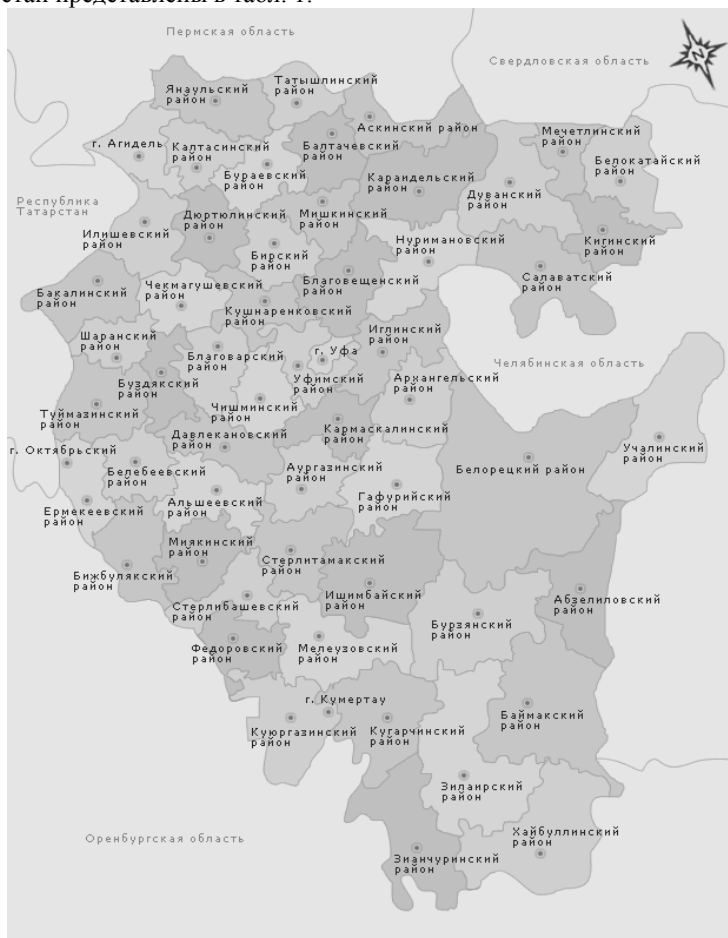 стан представлены в табл. 1.
Пермская область
Свердловская область
N
Янаульский
район
Татышлинский
район
Аскинский район
Мечетлинский
район
г. Агидель
Калтасинский
район
Балтачевский
район
Бураевский
район
Белокатайский
район
Караидельский
район
Дуванский
район
Республика
Татарстан
Дюртюлинский
район
Мишкинский
район
Илишевский
район
Бирский
район
Нуримановский
район
Кигинский
район
Салаватский
район
Бакалинский
район
Чекмагушевский
район
Благовещенский
район
Кушнаренковский
район
Иглинский
район
Шаранский
район
Благоварский
район
г. Уфа
Уфимский
район
Челябинская область
Буздякский
район
Архангельский
район
Чишминский
район
Туймазинский
район
Кармаскалинский
район
Давлекановский
район
г. Октябрьский
Белебеевский
район
Аургазинский
район
Белорецкий район
Учалинский
район
Альшеевский
район
Гафурийский
район
Ермекеевский
район
Миякинский
район
Стерлитамакский
район
Бижбулякский
район
Ишимбайский
район
Абзелиловский
район
Стерлибашевский
район
Бурзянский
район
Федоровский
район
Мелеузовский
район
г. Кумертау
Куюргазинский
район
Кугарчинский
район
Баймакский
район
Зилаирский
район
Оренбургская область
Хайбуллинский
район
Зианчуринский
район